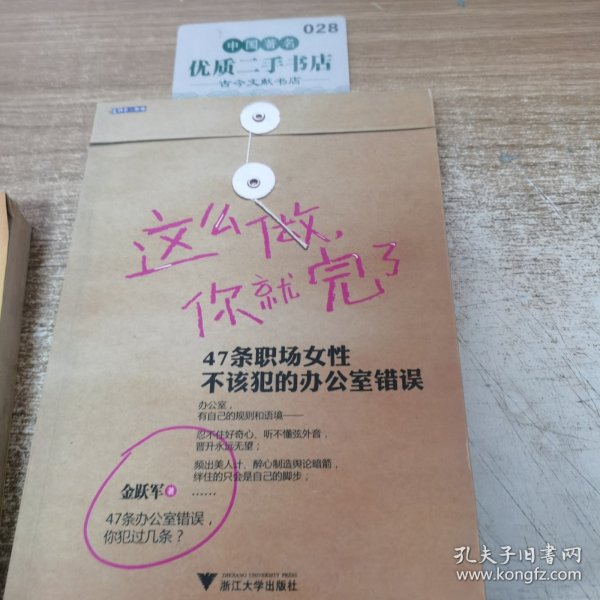 028
中国著名
优质二手书店
古今文献书店
这么做，
你就完了
47条职场女性
不该犯的办公室错误
办公室，
有自己的规则和语境——
忍不住好奇心、听不懂弦外音，
晋升永远无望；
频出美人计、醉心制造舆论暗箭，
绊住的只会是自己的脚步；
……
金跃军 著
47条办公室错误，
你犯过几条？
ZHEJIANG UNIVERSITY PRESS
浙江大学出版社
孔夫子旧书网
www.kongfz.com